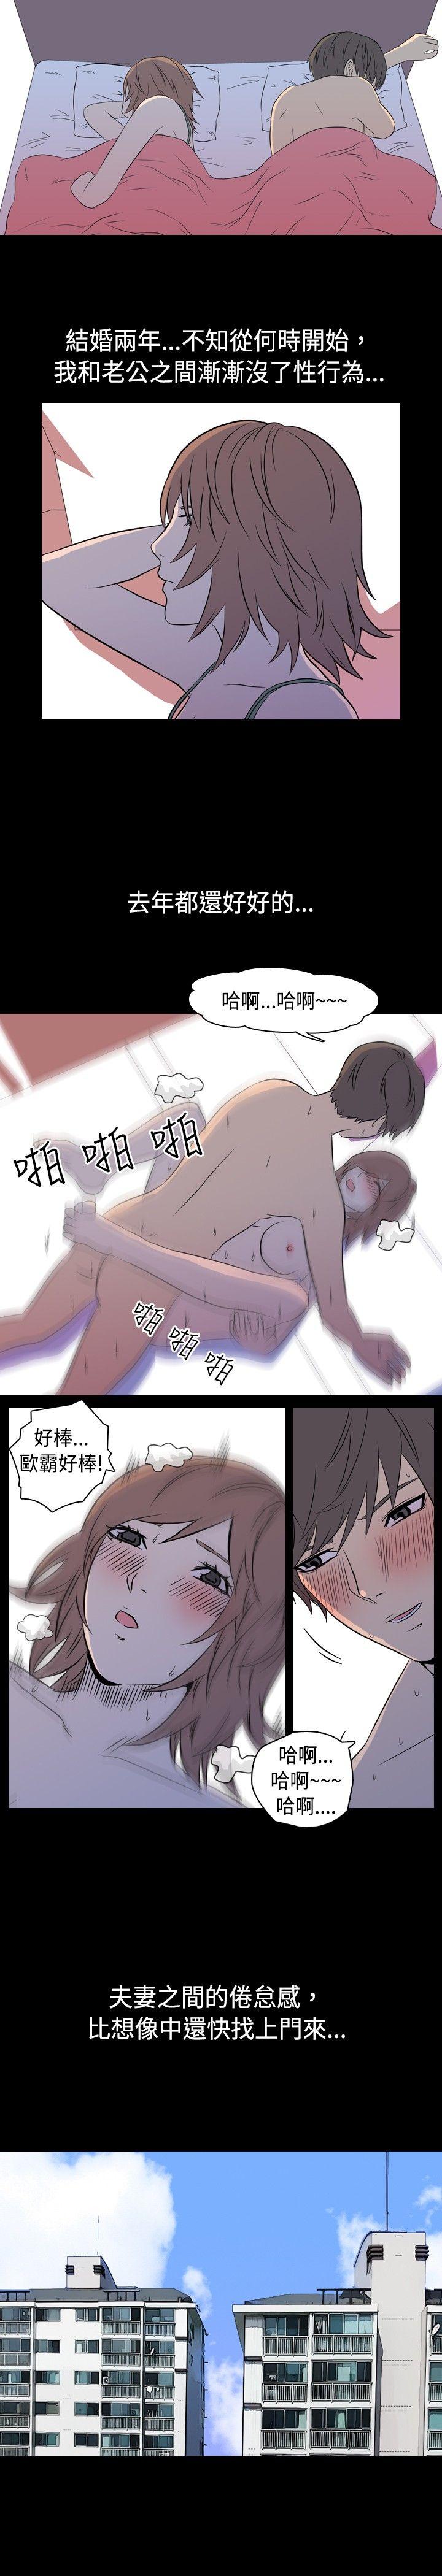 結婚兩年...不知從何時開始，
我和老公之間漸漸沒了性行為...
去年都還好好的...
哈啊...哈啊~~~
啪 啪 啪
啪 啪 啪
好棒...
歐霸好棒!
哈啊...
哈啊~~~
哈啊....
夫妻之間的倦怠感，
比想像中還快找上門來...